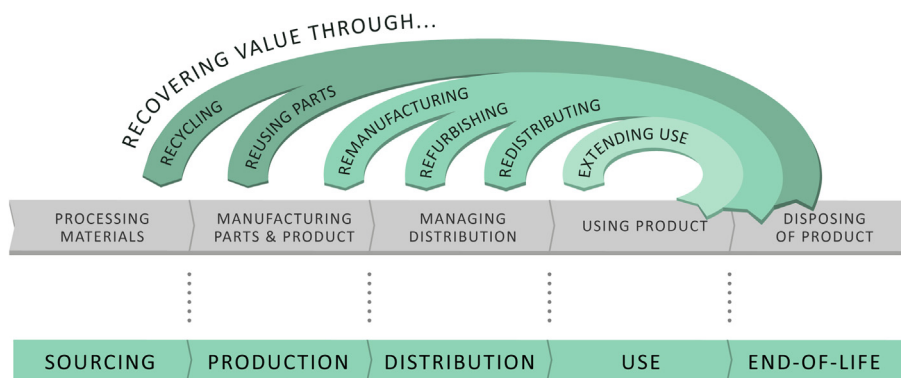 RECOVERING VALUE THROUGH...
RECYCLING
REUSING PARTS
REMANUFACTURING
REFURBISHING
REDISTRIBUTING
EXTENDING USE
PROCESSING
MATERIALS
MANUFACTURING
PARTS & PRODUCT
MANAGING
DISTRIBUTION
USING PRODUCT
DISPOSING
OF PRODUCT
SOURCING
PRODUCTION
DISTRIBUTION
USE
END-OF-LIFE